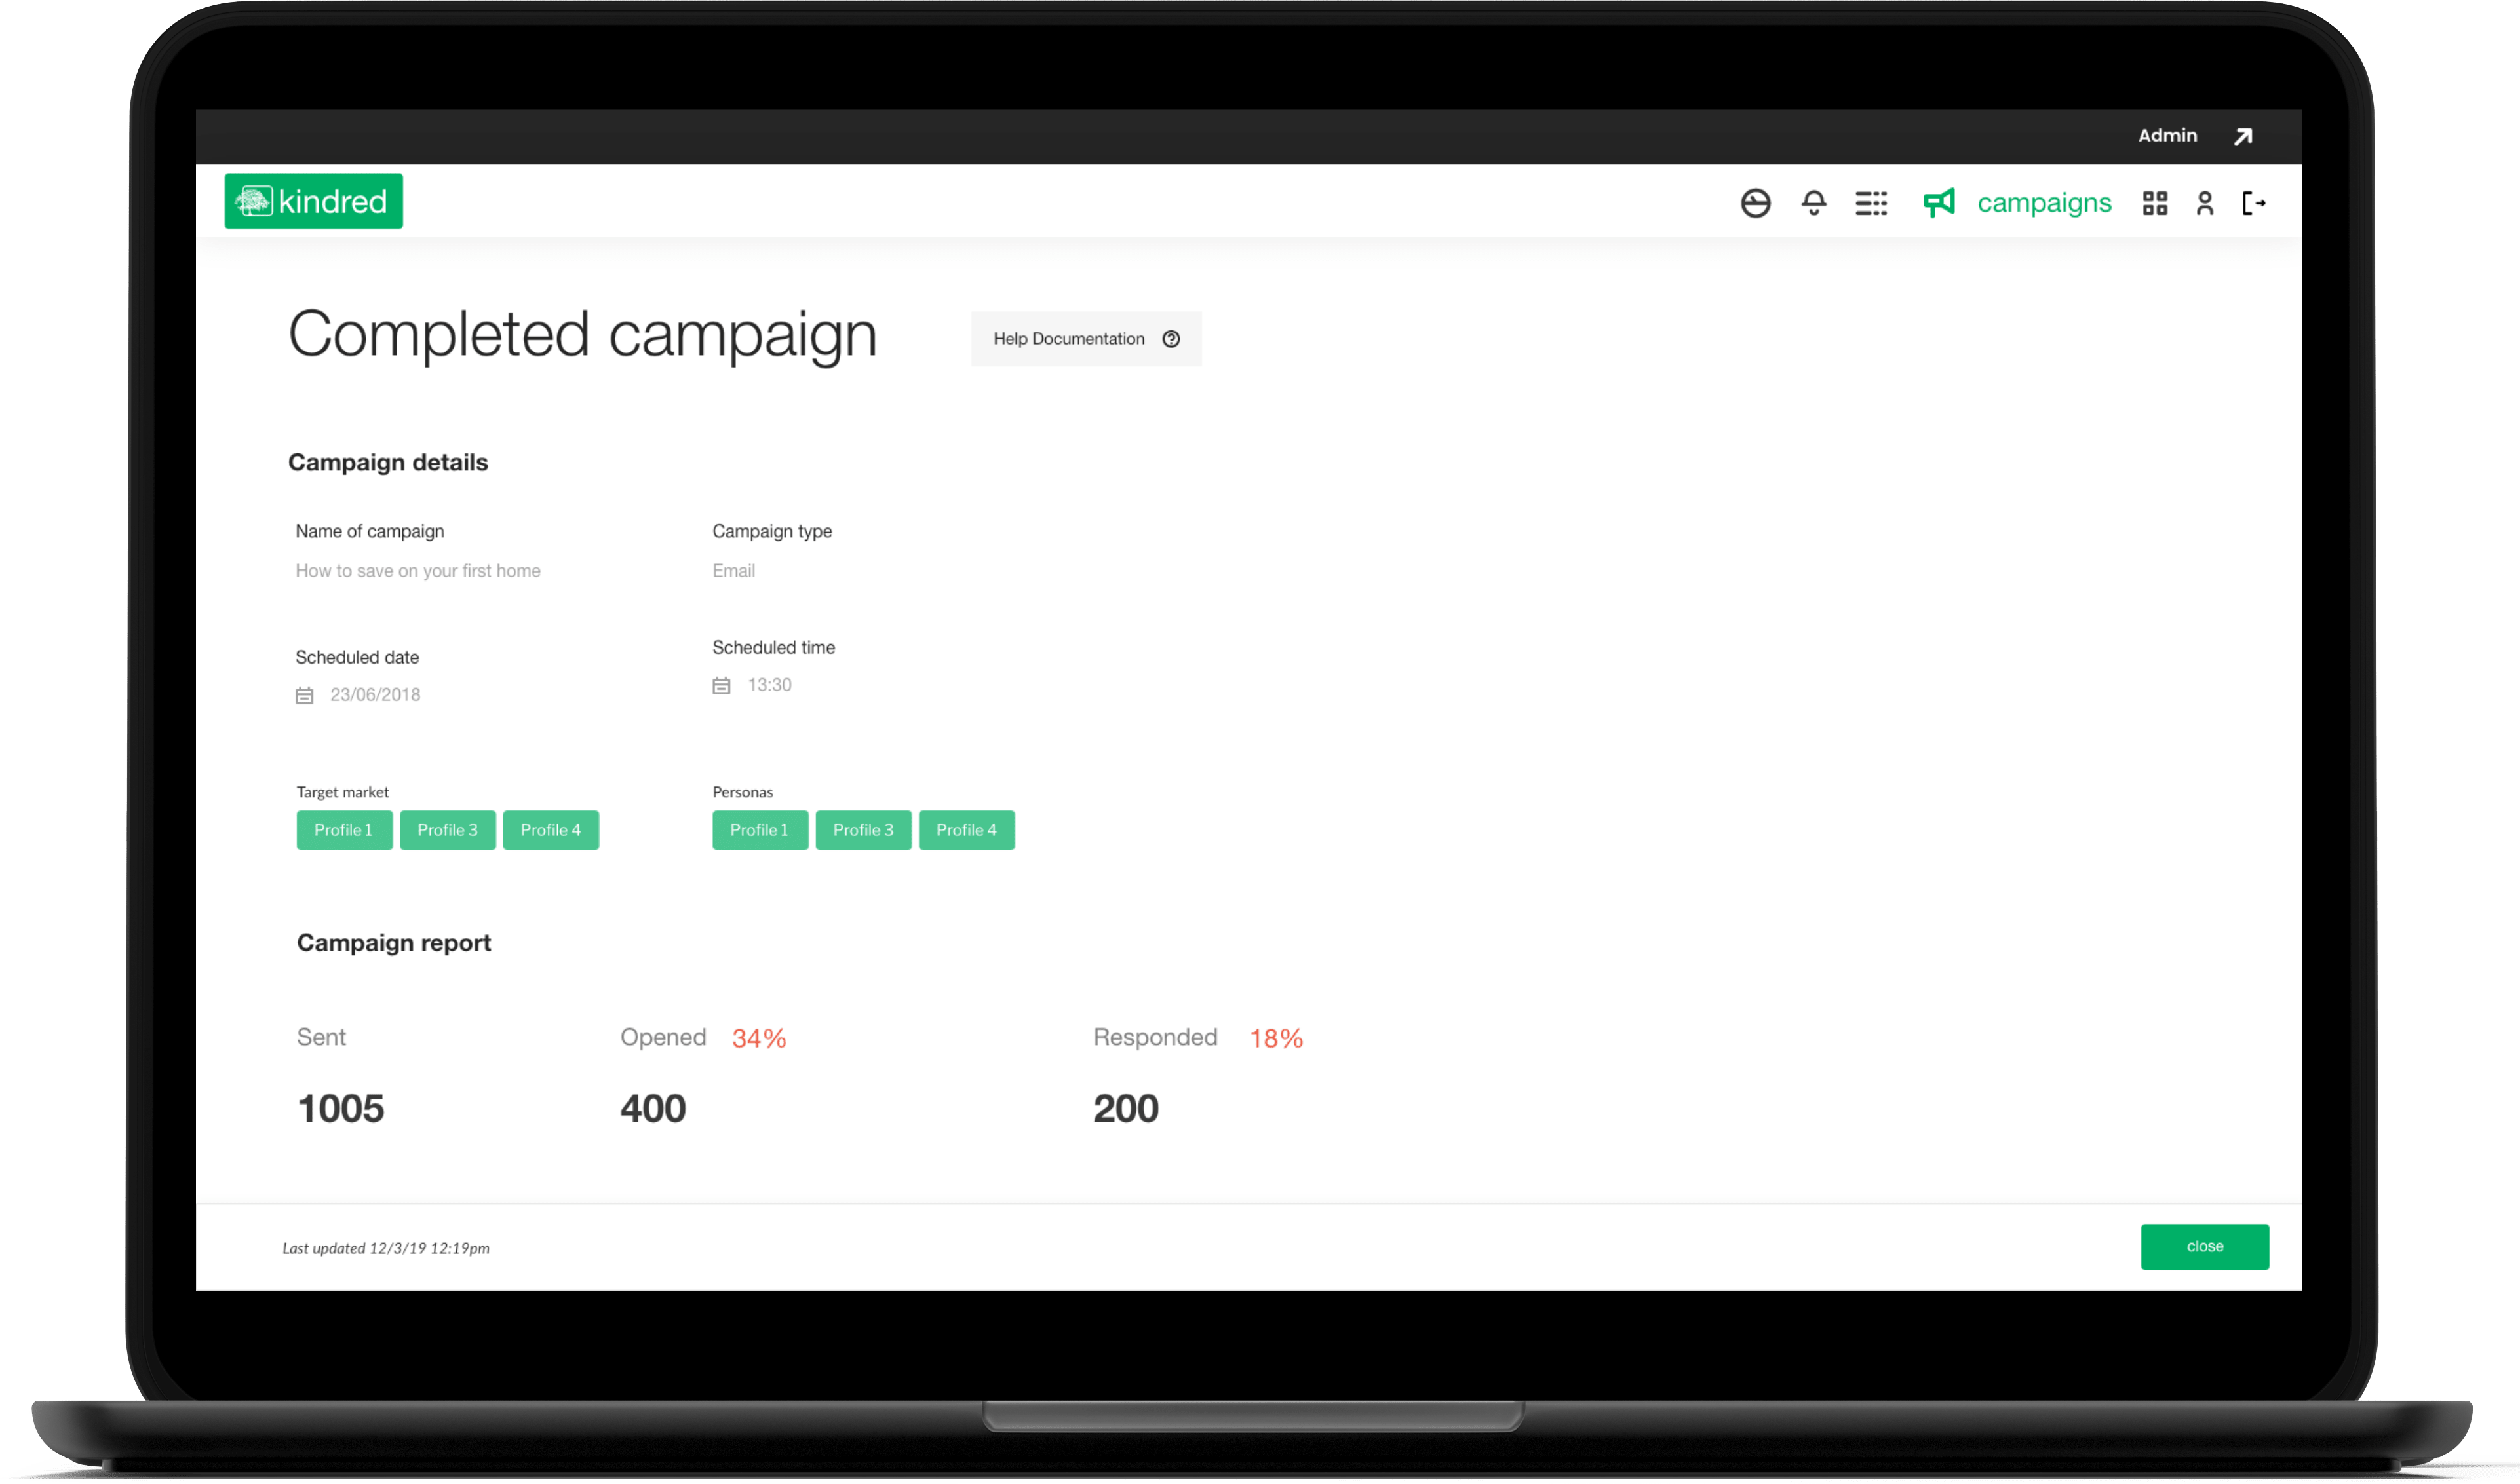 Admin
kindred
campaigns
Completed campaign
Help Documentation
Campaign details
Name of campaign
Campaign type
How to save on your first home
Email
Scheduled date
Scheduled time
23/06/2018
13:30
Target market
Personas
Profile 1 Profile 3 Profile 4
Profile 1 Profile 3 Profile 4
Campaign report
Sent
Opened 34%
Responded 18%
1005
400
200
Last updated 12/3/19 12:19pm
close